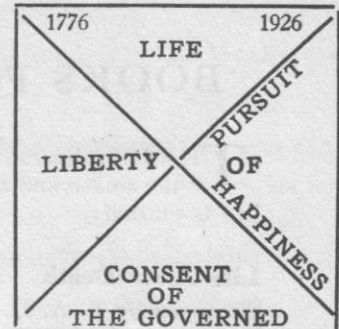 1776 1926
LIFE
PURSUIT
LIBERTY
OF
HAPPINESS
CONSENT
OF
THE GOVERNED